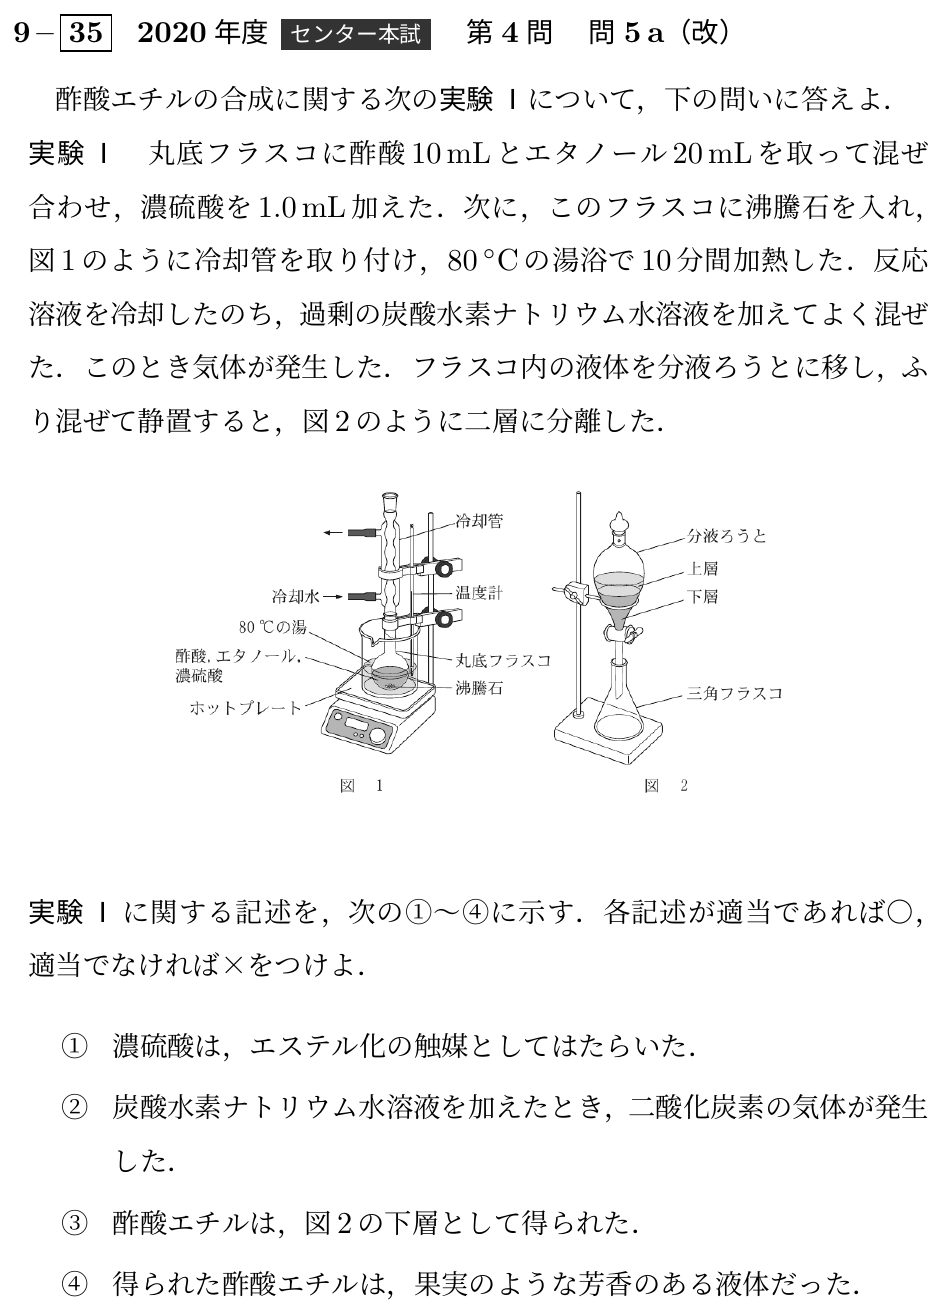 9−35 2020 年度 センター本試 第 4 問 問 5 a（改）
酢酸エチルの合成に関する次の実験 Ⅰ について，下の問いに答えよ．
実験 Ⅰ 丸底フラスコに酢酸 10 mL とエタノール 20 mL を取って混ぜ
合わせ，濃硫酸を 1.0 mL 加えた．次に，このフラスコに沸騰石を入れ，
図 1 のように冷却管を取り付け，80 °C の湯浴で 10 分間加熱した．反応
溶液を冷却したのち，過剰の炭酸水素ナトリウム水溶液を加えてよく混ぜ
た．このとき気体が発生した．フラスコ内の液体を分液ろうとに移し，ふ
り混ぜて静置すると，図 2 のように二層に分離した．
冷却管
冷却水
温度計
80 ℃の湯
酢酸，エタノール，
濃硫酸
丸底フラスコ
沸騰石
ホットプレート
図 1
分液ろうと
上層
下層
三角フラスコ
図 2
実験 Ⅰ に関する記述を，次の①～④に示す．各記述が適当であれば○，
適当でなければ×をつけよ．
① 濃硫酸は，エステル化の触媒としてはたらいた．
② 炭酸水素ナトリウム水溶液を加えたとき，二酸化炭素の気体が発生
した．
③ 酢酸エチルは，図 2 の下層として得られた．
④ 得られた酢酸エチルは，果実のような芳香のある液体だった．